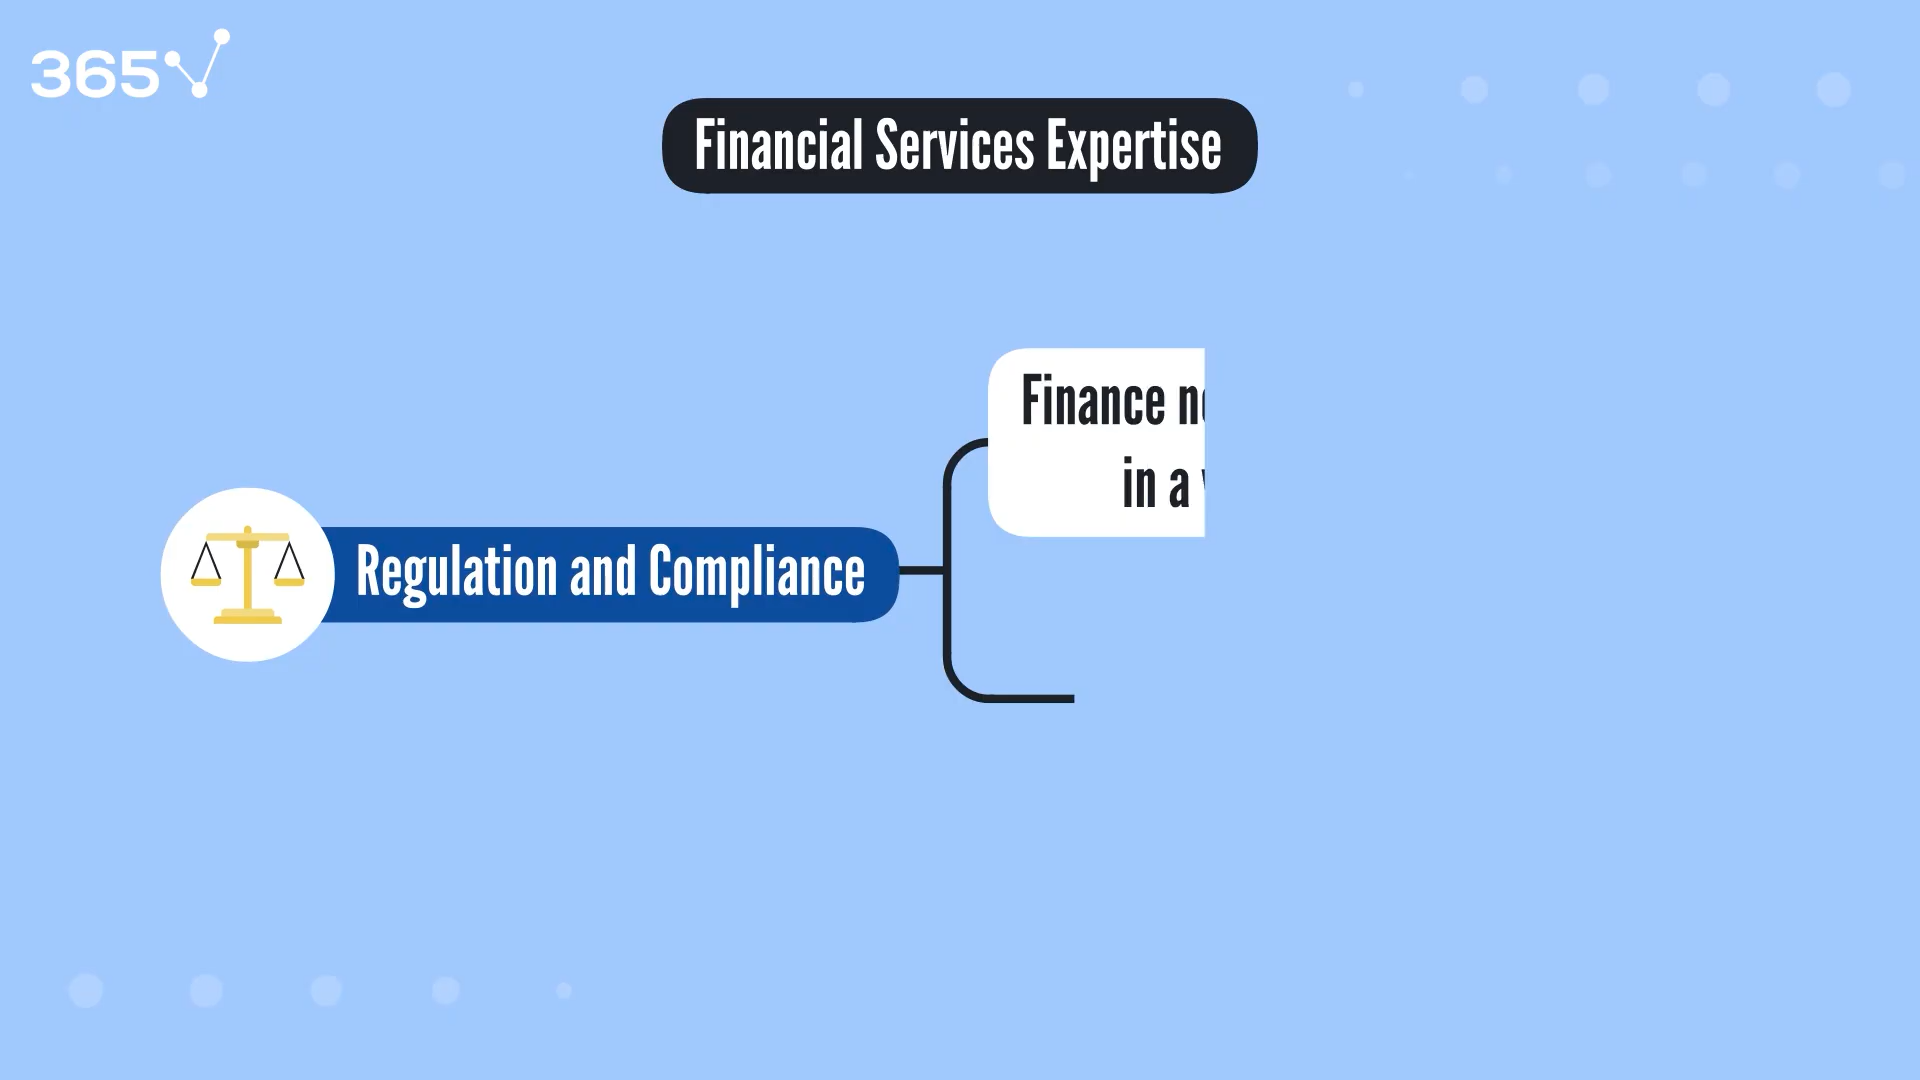 365
Financial Services Expertise
Finance
in a
Regulation and Compliance